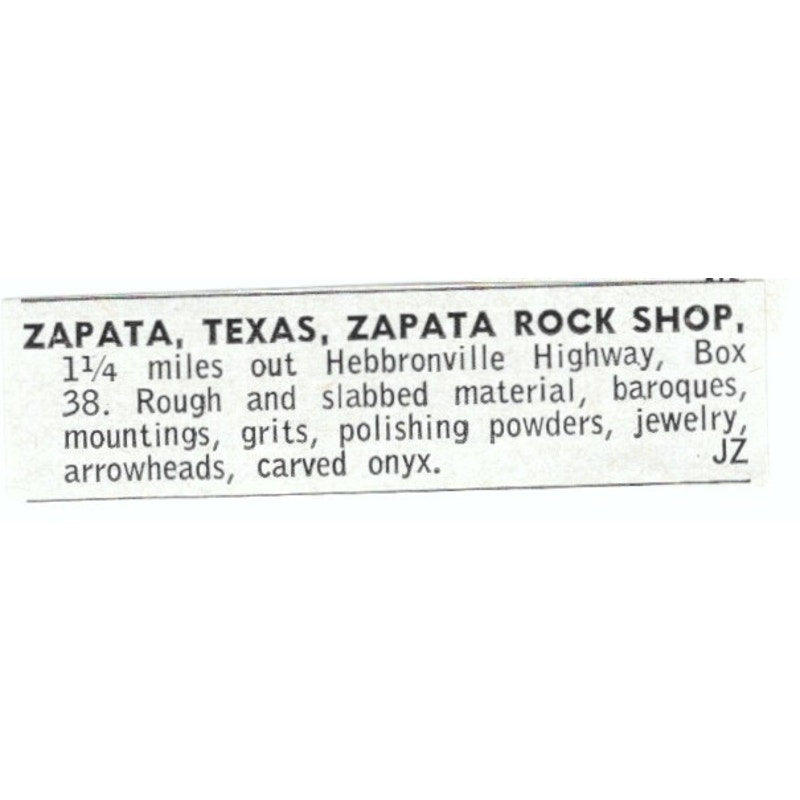 ZAPATA, TEXAS, ZAPATA ROCK SHOP,
1¼ miles out Hebbronville Highway, Box
38. Rough and slabbed material, baroques,
mountings, grits, polishing powders, jewelry,
arrowheads, carved onyx. JZ